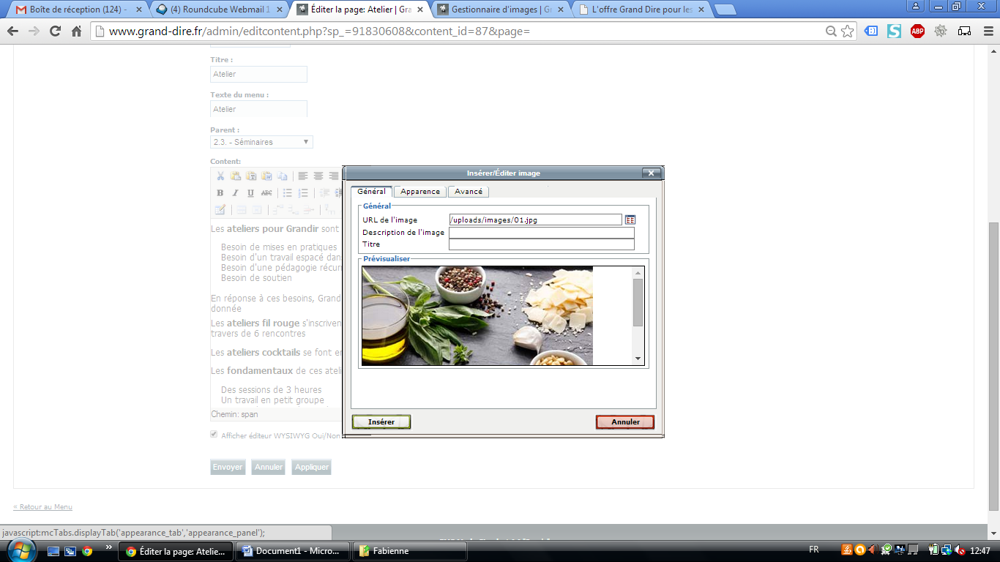 Boîte de réception (124) -
(4) Roundcube Webmail 1
Éditer la page: Atelier | Gra
Gestionnaire d'images | Gr
L'offre Grand Dire pour les
www.grand-dire.fr/admin/editcontent.php?sp_=91830608&content_id=87&page=
ABP
Titre :
Atelier
Texte du menu :
Atelier
Parent :
2.3. - Séminaires
Content:
B I U ABC
Les ateliers pour Grandir sont
Besoin de mises en pratiques
Besoin d'un travail espacé dan
Besoin d'une pédagogie récurr
Besoin de soutien
En réponse à ces besoins, Grand
donnée
Les ateliers fil rouge s'inscriven
travers de 6 rencontres
Les ateliers cocktails se font en
Les fondamentaux de ces ateli
Des sessions de 3 heures
Un travail en petit groupe
Chemin: span
Afficher éditeur WYSIWYG Oui/Non
Envoyer Annuler Appliquer
« Retour au Menu
Insérer/Éditer image
Général Apparence Avancé
Général
URL de l'image /uploads/images/01.jpg
Description de l'image
Titre
Prévisualiser
Insérer Annuler
javascript:mcTabs.displayTab('appearance_tab','appearance_panel');
Éditer la page: Atelie...
Document1 - Micro...
Fabienne
FR
12:47